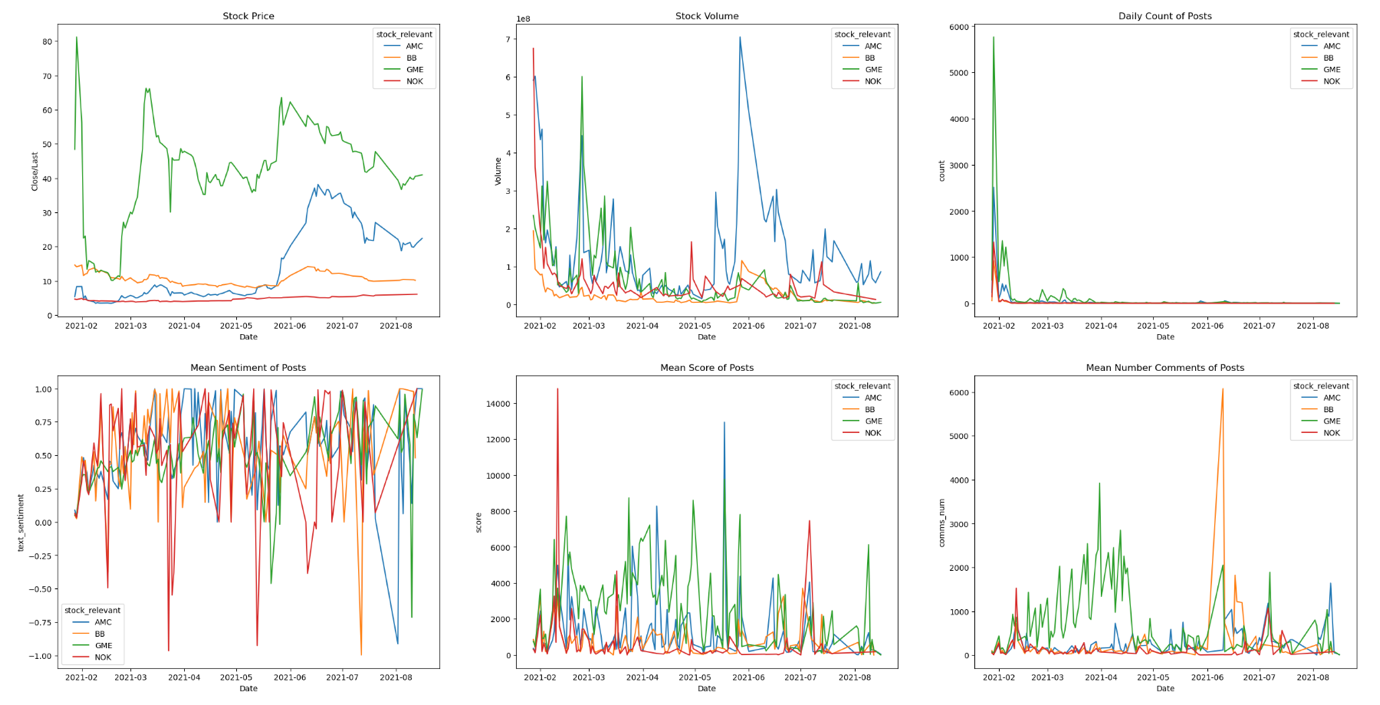 Stock Price
Close/Last
80
70
60
50
40
30
20
10
0
stock_relevant
AMC
BB
GME
NOK
2021-02 2021-03 2021-04 2021-05 2021-06 2021-07 2021-08
Date
Stock Volume
1e8
Volume
7
6
5
4
3
2
1
0
stock_relevant
AMC
BB
GME
NOK
2021-02 2021-03 2021-04 2021-05 2021-06 2021-07 2021-08
Date
Daily Count of Posts
count
6000
5000
4000
3000
2000
1000
0
stock_relevant
AMC
BB
GME
NOK
2021-02 2021-03 2021-04 2021-05 2021-06 2021-07 2021-08
Date
Mean Sentiment of Posts
text_sentiment
1.00
0.75
0.50
0.25
0.00
−0.25
−0.50
−0.75
−1.00
stock_relevant
AMC
BB
GME
NOK
2021-02 2021-03 2021-04 2021-05 2021-06 2021-07 2021-08
Date
Mean Score of Posts
score
14000
12000
10000
8000
6000
4000
2000
0
stock_relevant
AMC
BB
GME
NOK
2021-02 2021-03 2021-04 2021-05 2021-06 2021-07 2021-08
Date
Mean Number Comments of Posts
comms_num
6000
5000
4000
3000
2000
1000
0
stock_relevant
AMC
BB
GME
NOK
2021-02 2021-03 2021-04 2021-05 2021-06 2021-07 2021-08
Date